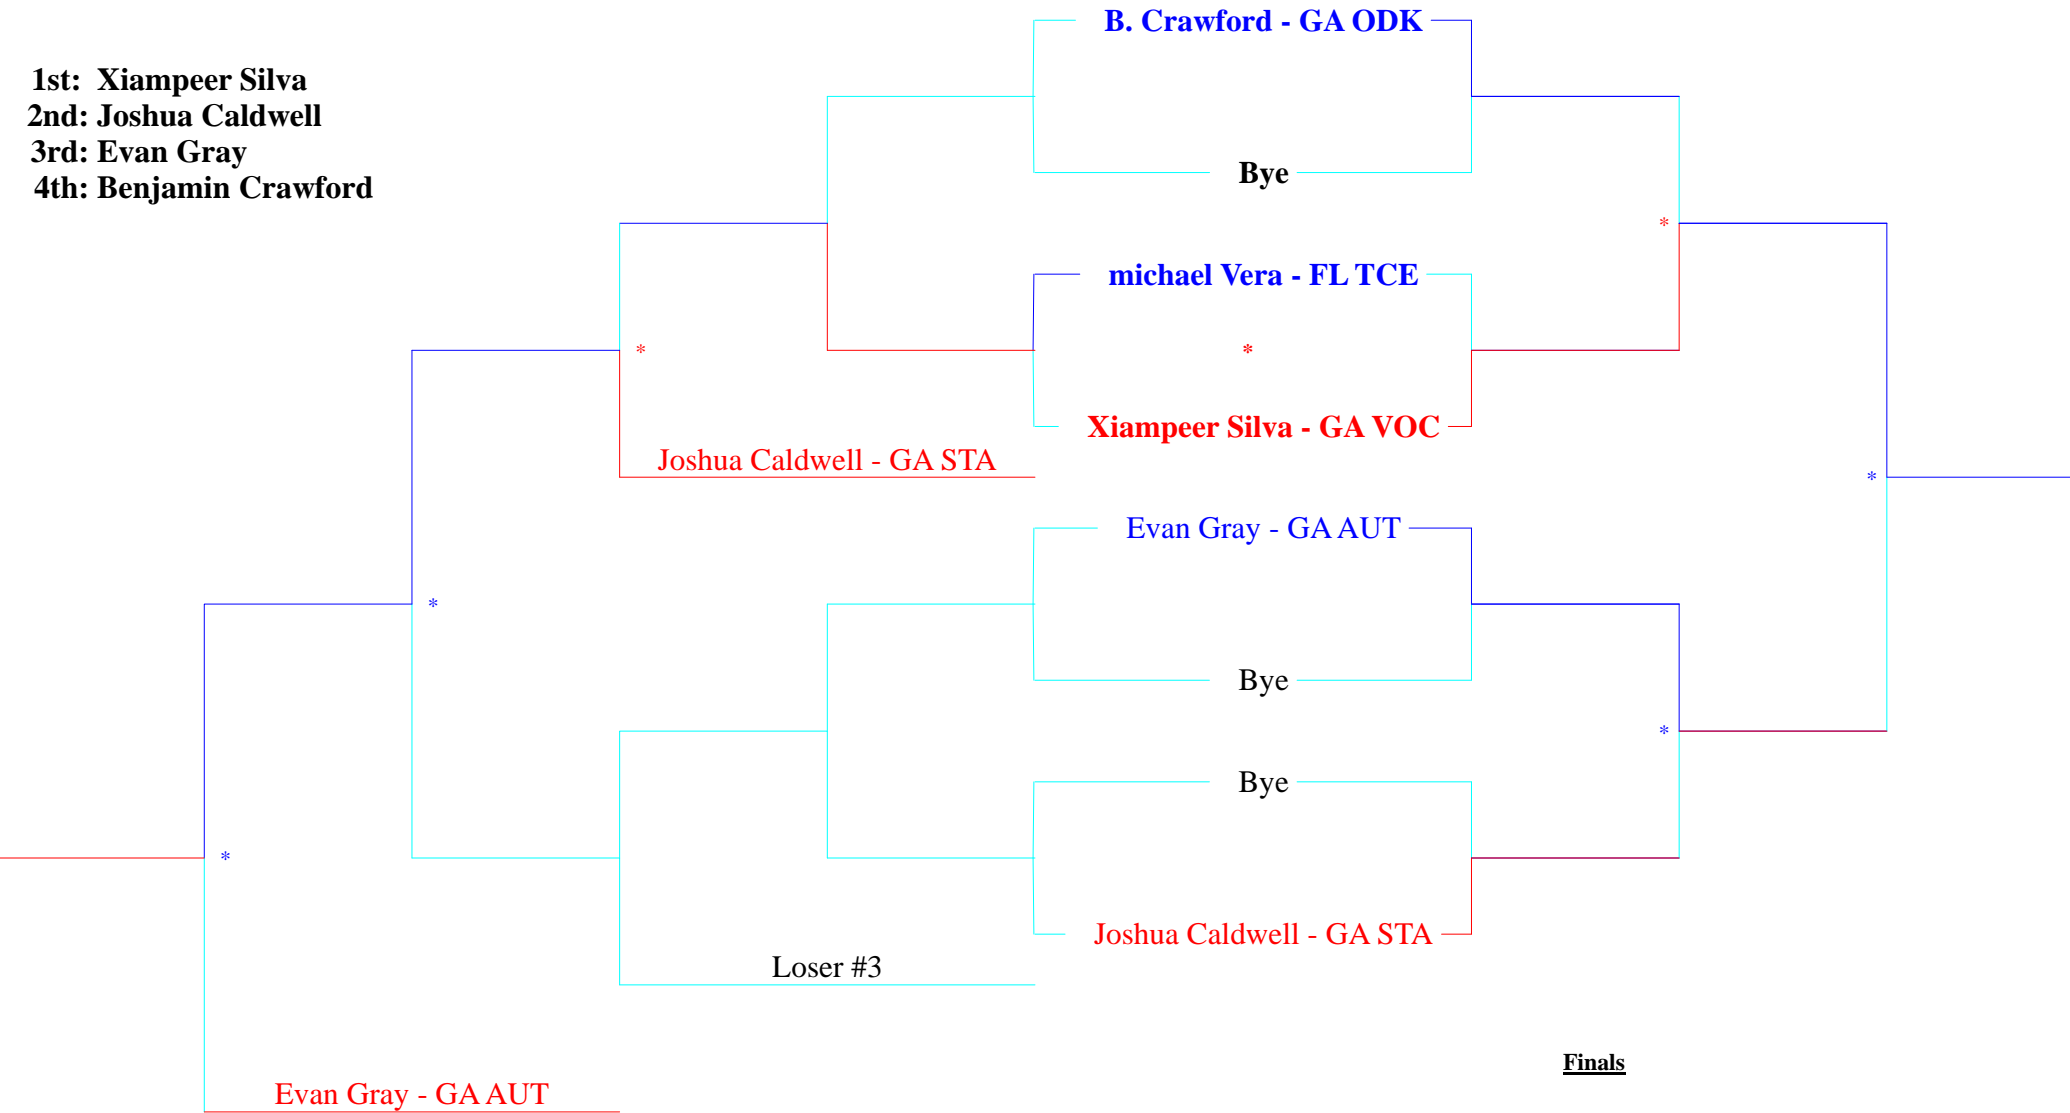 B. Crawford - GA ODK
1st: Xiampeer Silva
2nd: Joshua Caldwell
3rd: Evan Gray
4th: Benjamin Crawford
Bye
*
michael Vera - FL TCE
*
*
Xiampeer Silva - GA VOC
Joshua Caldwell - GA STA
*
Evan Gray - GA AUT
*
Bye
*
Bye
*
Joshua Caldwell - GA STA
Loser #3
Finals
Evan Gray - GA AUT